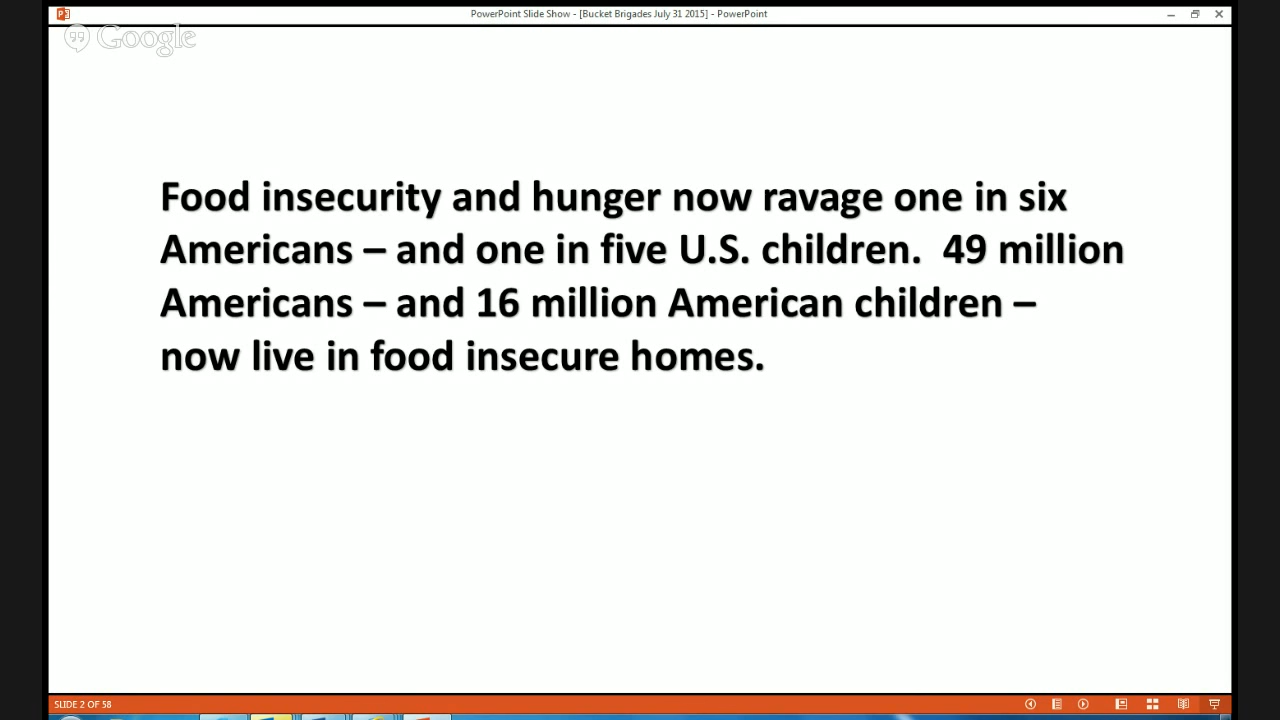 PowerPoint Slide Show - [Bucket Brigades July 31 2015] - PowerPoint
Google
Food insecurity and hunger now ravage one in six
Americans – and one in five U.S. children.  49 million
Americans – and 16 million American children –
now live in food insecure homes.
SLIDE 2 OF 58